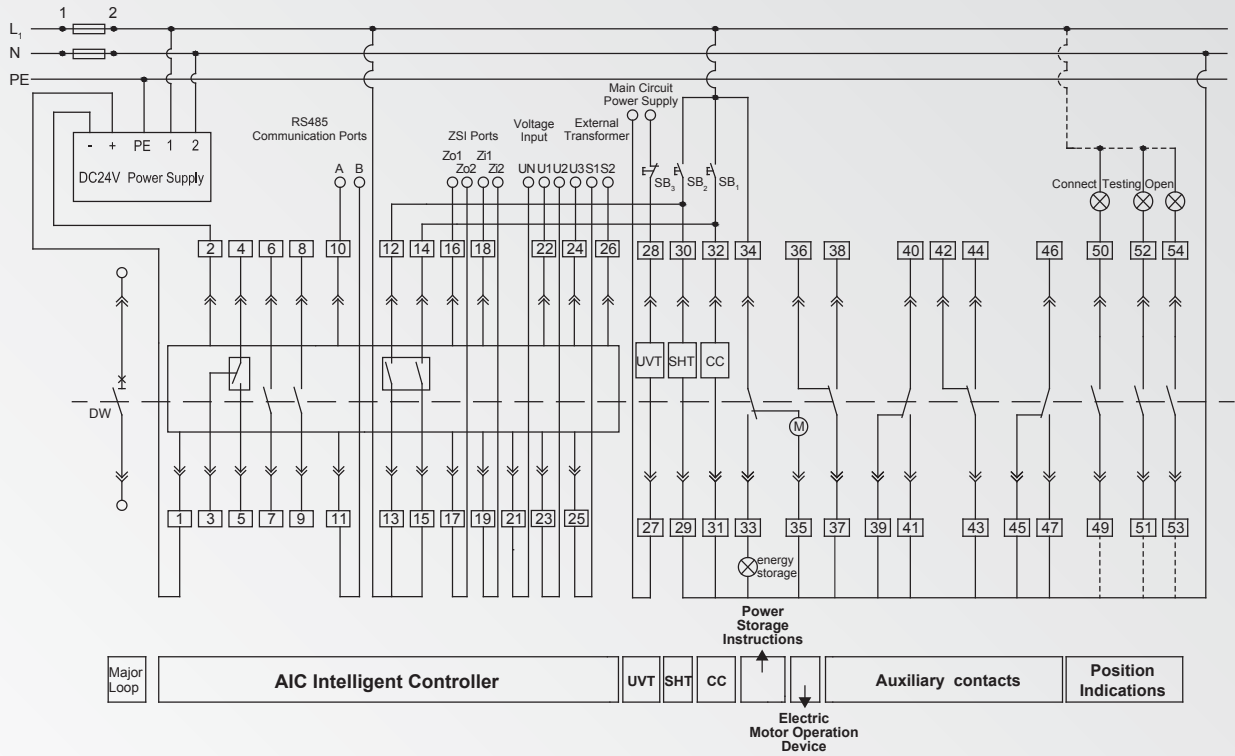 1 2
L1
N
PE
- + PE 1 2
DC24V Power Supply
RS485
Communication Ports
A B
ZSI Ports
Zo1 Zi1
Zo2 Zi2
Voltage
Input
UN U1 U2 U3 S1 S2
External
Transformer
Main Circuit
Power Supply
SB3 SB2 SB1
Connect Testing Open
2 4 6 8 10 12 14 16 18 22 24 26 28 30 32 34 36 38 40 42 44 46 50 52 54
UVT SHT CC
DW
M
1 3 5 7 9 11 13 15 17 19 21 23 25 27 29 31 33 35 37 39 41 43 45 47 49 51 53
energy
storage
Power
Storage
Instructions
Major
Loop
AIC Intelligent Controller
UVT SHT CC
Auxiliary contacts
Position
Indications
Electric
Motor Operation
Device